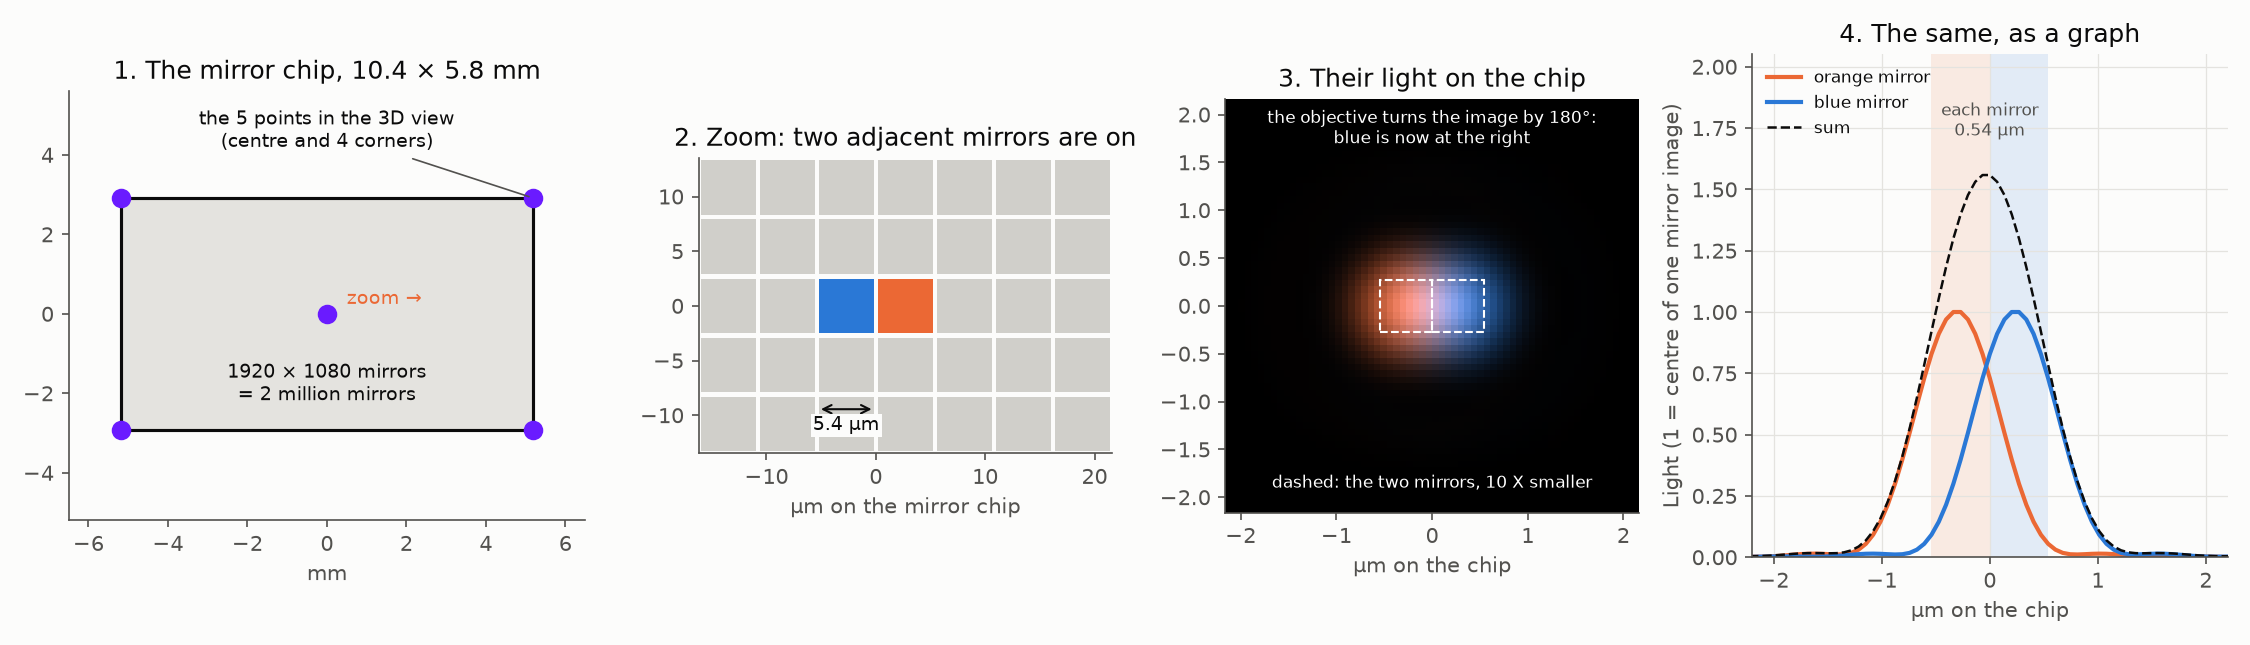 1. The mirror chip, 10.4 × 5.8 mm
the 5 points in the 3D view
(centre and 4 corners)
zoom →
1920 × 1080 mirrors
= 2 million mirrors
4
2
0
−2
−4
−6
−4
−2
0
2
4
6
mm
2. Zoom: two adjacent mirrors are on
10
5
0
−5
−10
5.4 µm
−10
0
10
20
µm on the mirror chip
3. Their light on the chip
the objective turns the image by 180°:
blue is now at the right
dashed: the two mirrors, 10 X smaller
2.0
1.5
1.0
0.5
0.0
−0.5
−1.0
−1.5
−2.0
−2
−1
0
1
2
µm on the chip
4. The same, as a graph
orange mirror
blue mirror
sum
each mirror
0.54 µm
Light (1 = centre of one mirror image)
2.00
1.75
1.50
1.25
1.00
0.75
0.50
0.25
0.00
−2
−1
0
1
2
µm on the chip